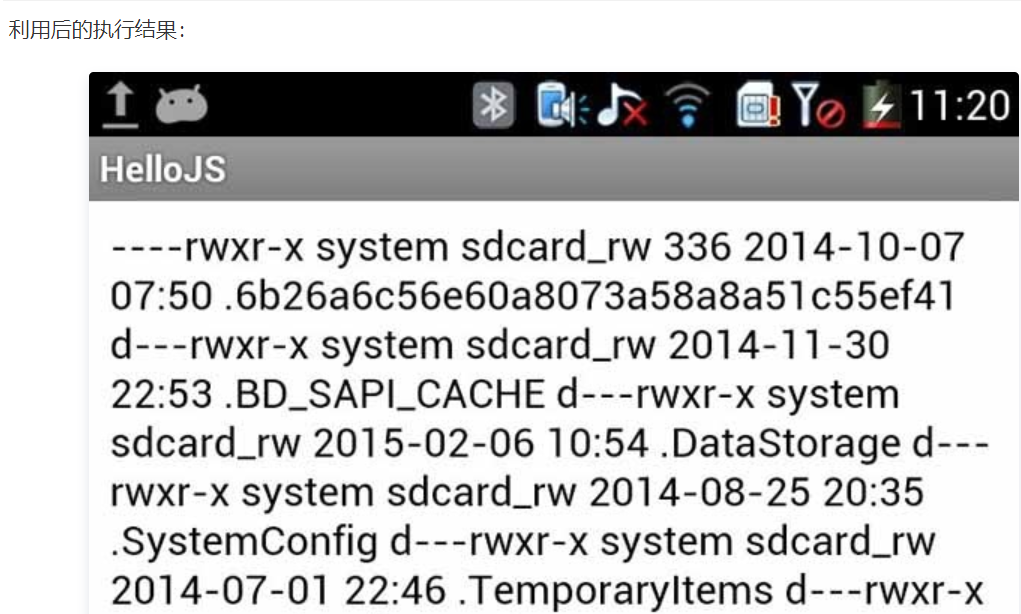 利用后的执行结果：
11:20
HelloJS
----rwxr-x system sdcard_rw 336 2014-10-07
07:50 .6b26a6c56e60a8073a58a8a51c55ef41
d---rwxr-x system sdcard_rw 2014-11-30
22:53 .BD_SAPI_CACHE d---rwxr-x system
sdcard_rw 2015-02-06 10:54 .DataStorage d---
rwxr-x system sdcard_rw 2014-08-25 20:35
.SystemConfig d---rwxr-x system sdcard_rw
2014-07-01 22:46 .TemporaryItems d---rwxr-x